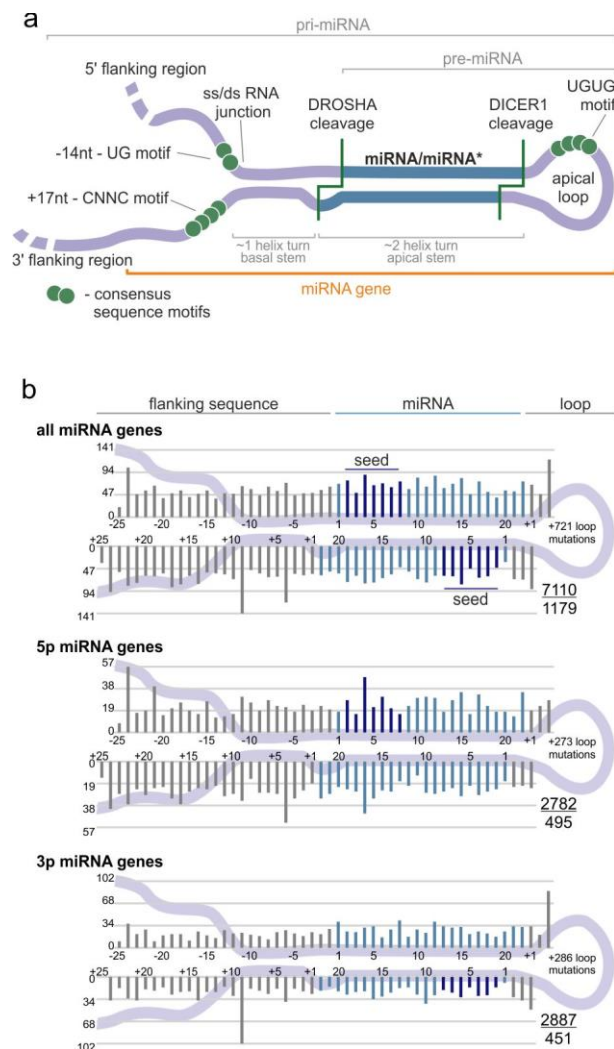 a
pri-miRNA
pre-miRNA
5' flanking region
ss/ds RNA
junction
DROSHA
cleavage
DICER1
cleavage
UGUG
motif
-14nt - UG motif
miRNA/miRNA*
apical
loop
+17nt - CNNC motif
~1 helix turn
basal stem
~2 helix turn
apical stem
3' flanking region
miRNA gene
- consensus
sequence motifs
b
flanking sequence miRNA loop
all miRNA genes
141
94
47
0
seed
-25 -20 -15 -10 -5 1 5 10 15 20 +1
+25 +20 +15 +10 +5 +1 20 15 10 5 1
0
47
94
141
seed
+721 loop
mutations
7110
1179
5p miRNA genes
57
38
19
0
-25 -20 -15 -10 -5 1 5 10 15 20 +1
+25 +20 +15 +10 +5 +1 20 15 10 5 1
0
19
38
57
+273 loop
mutations
2782
495
3p miRNA genes
102
68
34
0
-25 -20 -15 -10 -5 1 5 10 15 20 +1
+25 +20 +15 +10 +5 +1 20 15 10 5 1
0
34
68
102
+286 loop
mutations
2887
451